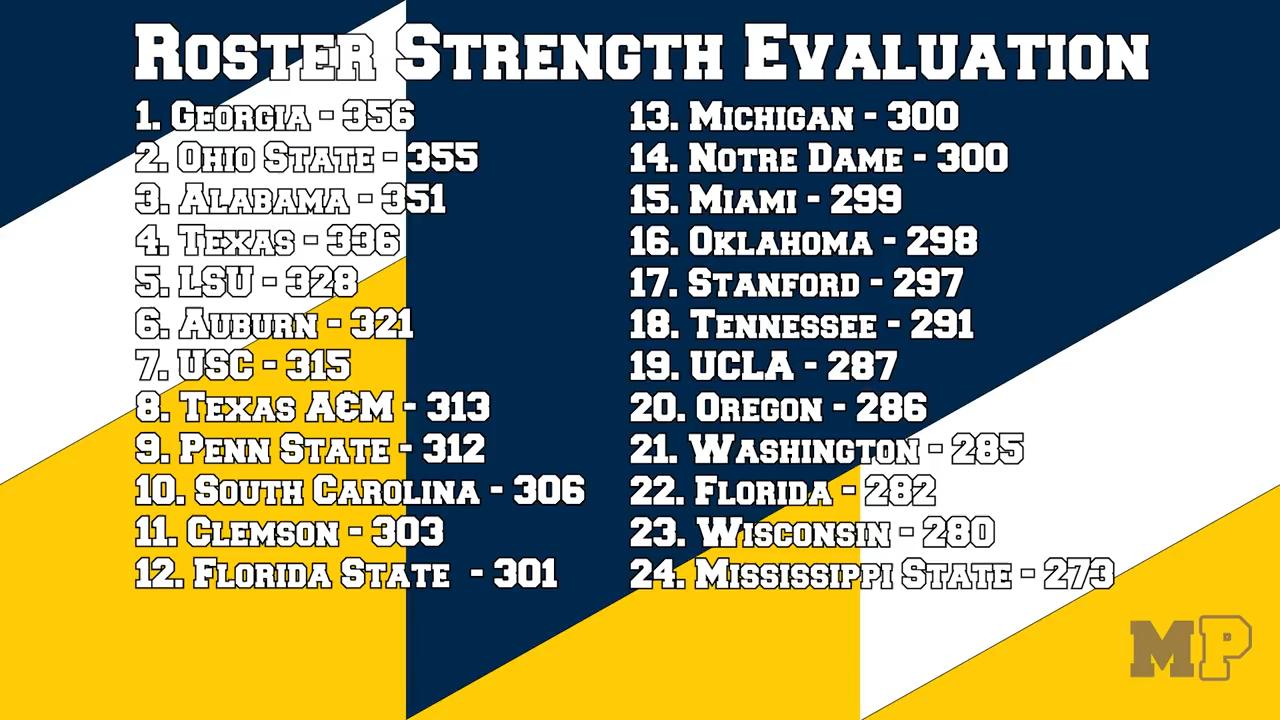 Roster Strength Evaluation
1. Georgia - 356
2. Ohio State - 355
3. Alabama - 351
4. Texas - 336
5. LSU - 328
6. Auburn - 321
7. USC - 315
8. Texas A&M - 313
9. Penn State - 312
10. South Carolina - 306
11. Clemson - 303
12. Florida State - 301
13. Michigan - 300
14. Notre Dame - 300
15. Miami - 299
16. Oklahoma - 298
17. Stanford - 297
18. Tennessee - 291
19. UCLA - 287
20. Oregon - 286
21. Washington - 285
22. Florida - 282
23. Wisconsin - 280
24. Mississippi State - 273
MP